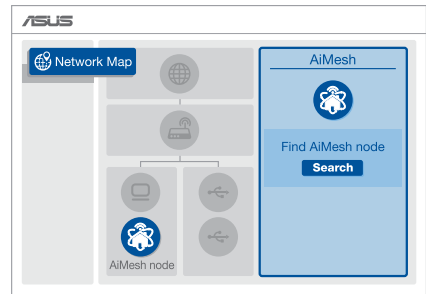 ASUS
Network Map
AiMesh
Find AiMesh node
Search
AiMesh node